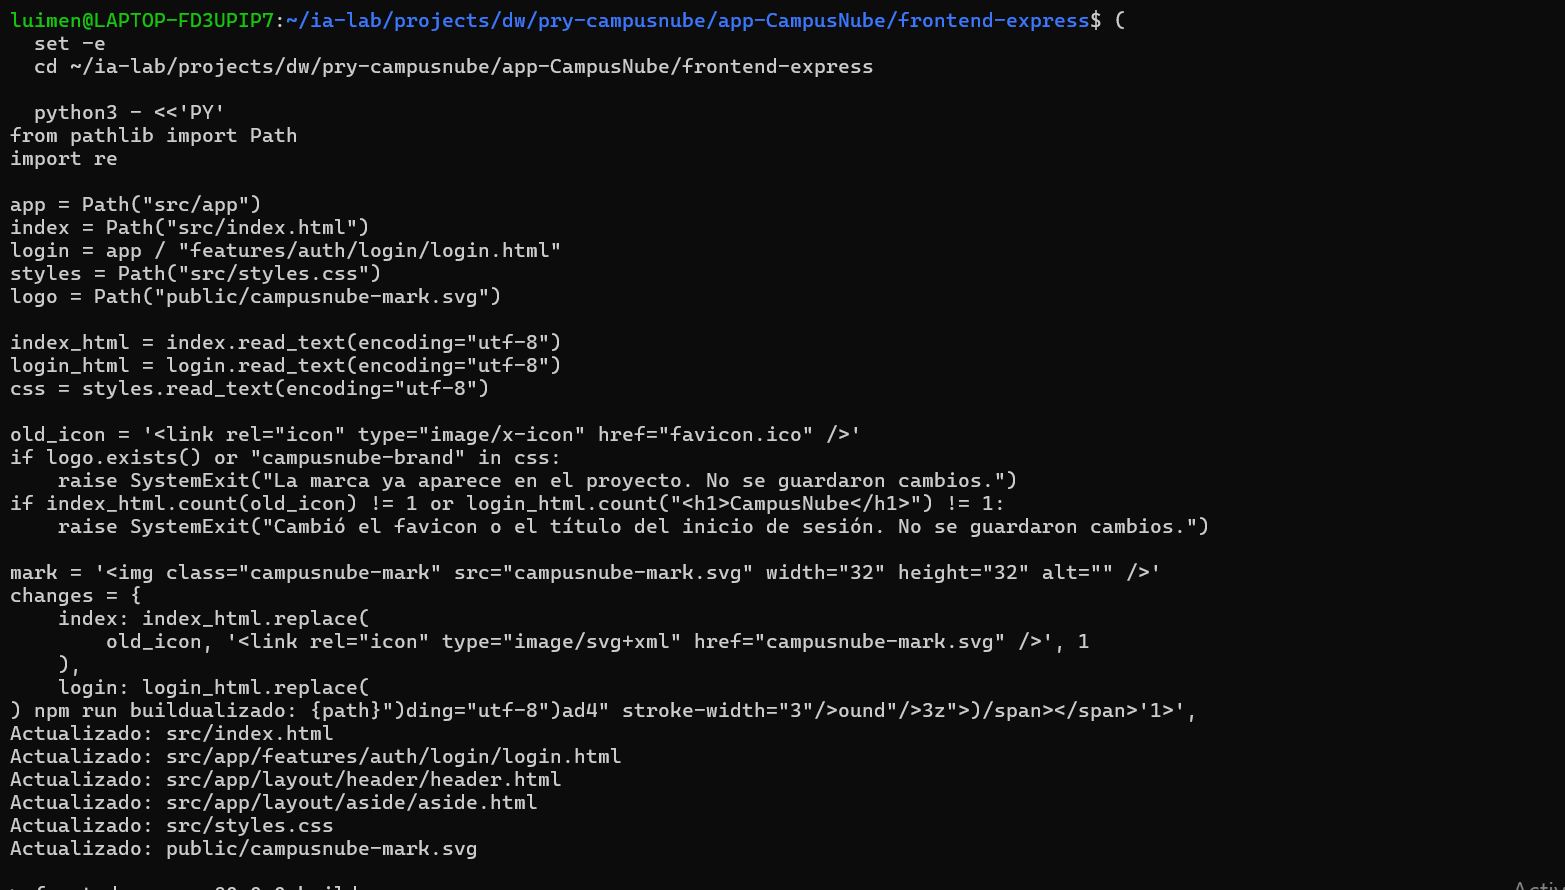 luimen@LAPTOP-FD3UPIP7:~/ia-lab/projects/dw/pry-campusnube/app-CampusNube/frontend-express$ (
  set -e
  cd ~/ia-lab/projects/dw/pry-campusnube/app-CampusNube/frontend-express

  python3 - <<'PY'
from pathlib import Path
import re

app = Path("src/app")
index = Path("src/index.html")
login = app / "features/auth/login/login.html"
styles = Path("src/styles.css")
logo = Path("public/campusnube-mark.svg")

index_html = index.read_text(encoding="utf-8")
login_html = login.read_text(encoding="utf-8")
css = styles.read_text(encoding="utf-8")

old_icon = '<link rel="icon" type="image/x-icon" href="favicon.ico" />'
if logo.exists() or "campusnube-brand" in css:
    raise SystemExit("La marca ya aparece en el proyecto. No se guardaron cambios.")
if index_html.count(old_icon) != 1 or login_html.count("<h1>CampusNube</h1>") != 1:
    raise SystemExit("Cambió el favicon o el título del inicio de sesión. No se guardaron cambios.")

mark = '<img class="campusnube-mark" src="campusnube-mark.svg" width="32" height="32" alt="" />'
changes = {
    index: index_html.replace(
        old_icon, '<link rel="icon" type="image/svg+xml" href="campusnube-mark.svg" />', 1
    ),
    login: login_html.replace(
) npm run buildualizado: {path}")ding="utf-8")ad4" stroke-width="3"/>ound"/>3z">)/span></span>'1>',
Actualizado: src/index.html
Actualizado: src/app/features/auth/login/login.html
Actualizado: src/app/layout/header/header.html
Actualizado: src/app/layout/aside/aside.html
Actualizado: src/styles.css
Actualizado: public/campusnube-mark.svg